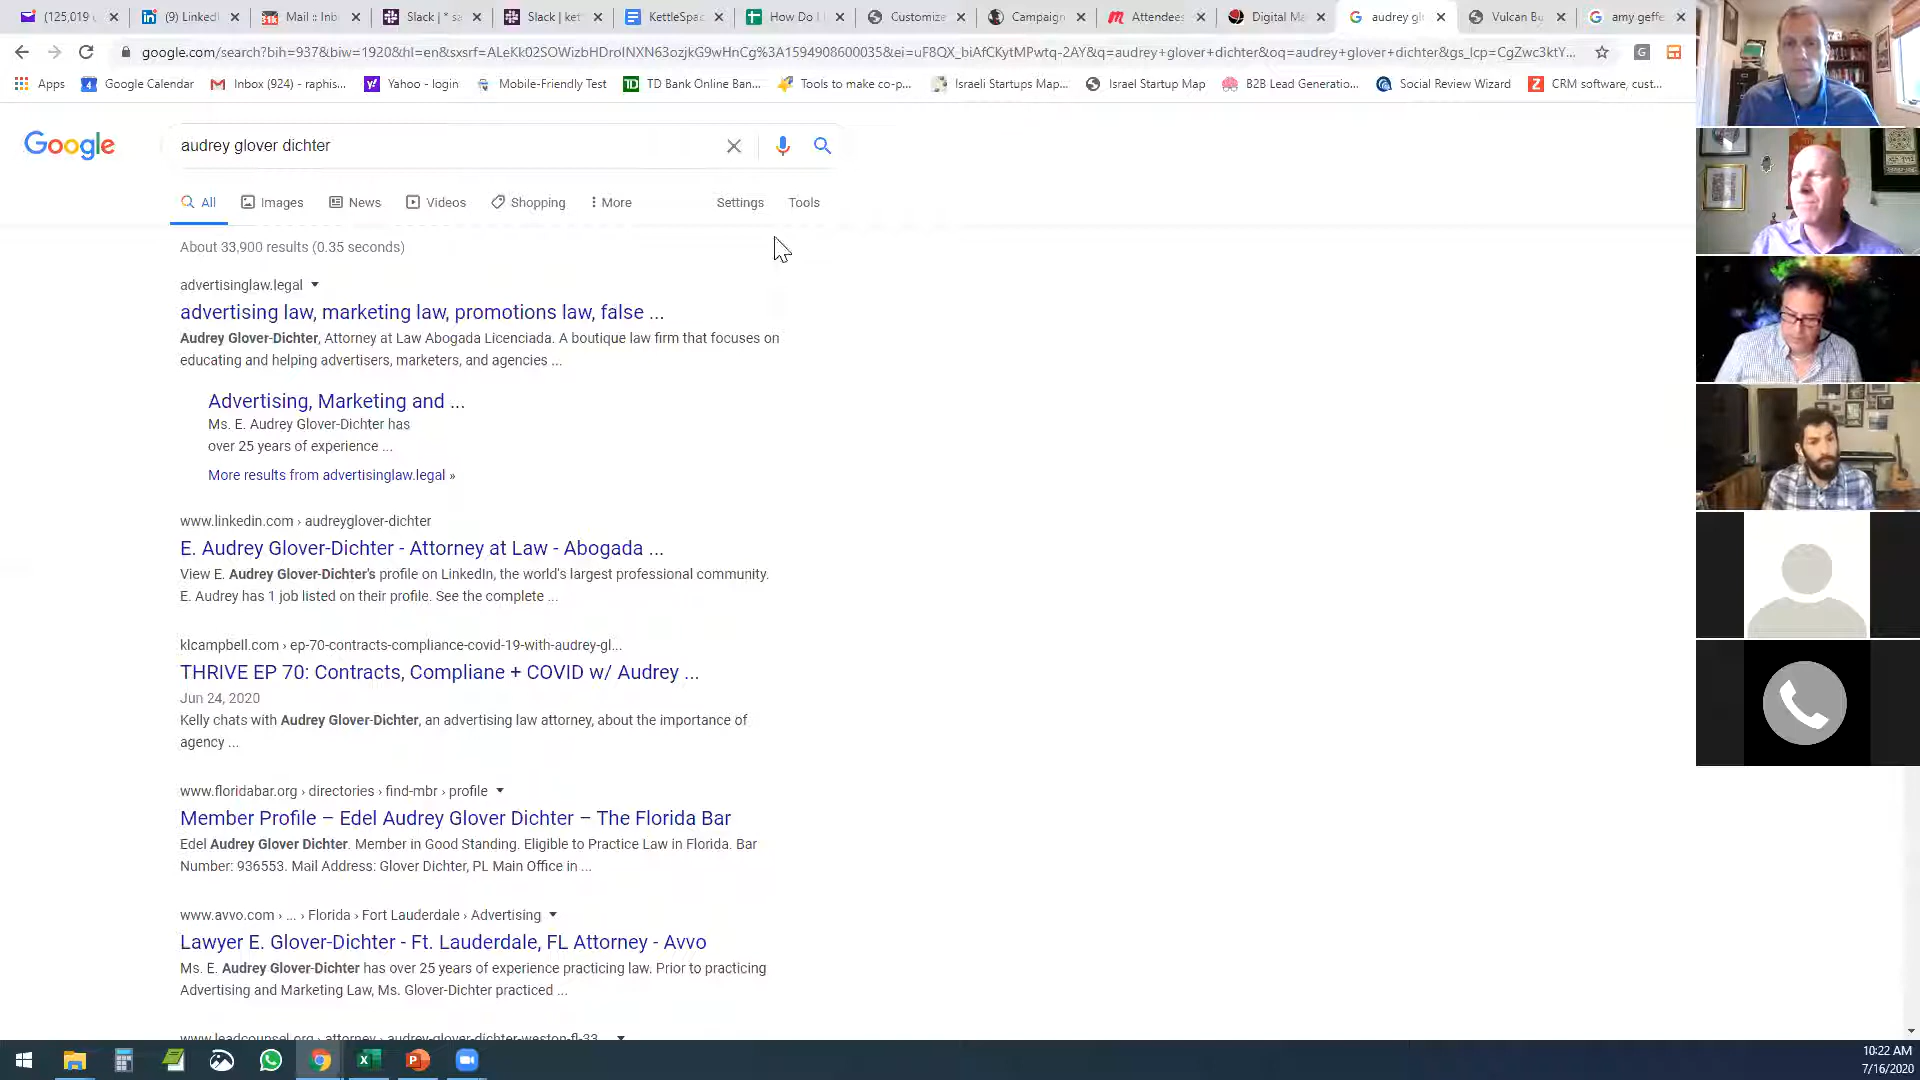 (125,019 u
(9) LinkedI
Mail :: Inb
Slack | * sa
Slack | ket
KettleSpac
How Do I
Customize
Campaign
Attendees
Digital Ma
audrey gl
Vulcan Bu
amy geffe
google.com/search?bih=937&biw=1920&hl=en&sxsrf=ALeKk02SOWizbHDroINXN63ozjkG9wHnCg%3A1594908600035&ei=uF8QX_biAfCKytMPwtq-2AY&q=audrey+glover+dichter&oq=audrey+glover+dichter&gs_lcp=CgZwc3ktY...
Apps
Google Calendar
Inbox (924) - raphis...
Yahoo - login
Mobile-Friendly Test
TD Bank Online Ban...
Tools to make co-p...
Israeli Startups Map...
Israel Startup Map
B2B Lead Generatio...
Social Review Wizard
CRM software, cust...
Google
audrey glover dichter
All
Images
News
Videos
Shopping
More
Settings
Tools
About 33,900 results (0.35 seconds)
advertisinglaw.legal
advertising law, marketing law, promotions law, false ...
Audrey Glover-Dichter, Attorney at Law Abogada Licenciada. A boutique law firm that focuses on
educating and helping advertisers, marketers, and agencies ...
Advertising, Marketing and ...
Ms. E. Audrey Glover-Dichter has
over 25 years of experience ...
More results from advertisinglaw.legal »
www.linkedin.com › audreyglover-dichter
E. Audrey Glover-Dichter - Attorney at Law - Abogada ...
View E. Audrey Glover-Dichter's profile on LinkedIn, the world's largest professional community.
E. Audrey has 1 job listed on their profile. See the complete ...
klcampbell.com › ep-70-contracts-compliance-covid-19-with-audrey-gl...
THRIVE EP 70: Contracts, Compliane + COVID w/ Audrey ...
Jun 24, 2020
Kelly chats with Audrey Glover-Dichter, an advertising law attorney, about the importance of
agency ...
www.floridabar.org › directories › find-mbr › profile
Member Profile – Edel Audrey Glover Dichter – The Florida Bar
Edel Audrey Glover Dichter. Member in Good Standing. Eligible to Practice Law in Florida. Bar
Number: 936553. Mail Address: Glover Dichter, PL Main Office in ...
www.avvo.com › ... › Florida › Fort Lauderdale › Advertising
Lawyer E. Glover-Dichter - Ft. Lauderdale, FL Attorney - Avvo
Ms. E. Audrey Glover-Dichter has over 25 years of experience practicing law. Prior to practicing
Advertising and Marketing Law, Ms. Glover-Dichter practiced ...
www.leadcounsel.org › attorney › audrey-glover-dichter-weston-fl-33...
10:22 AM
7/16/2020